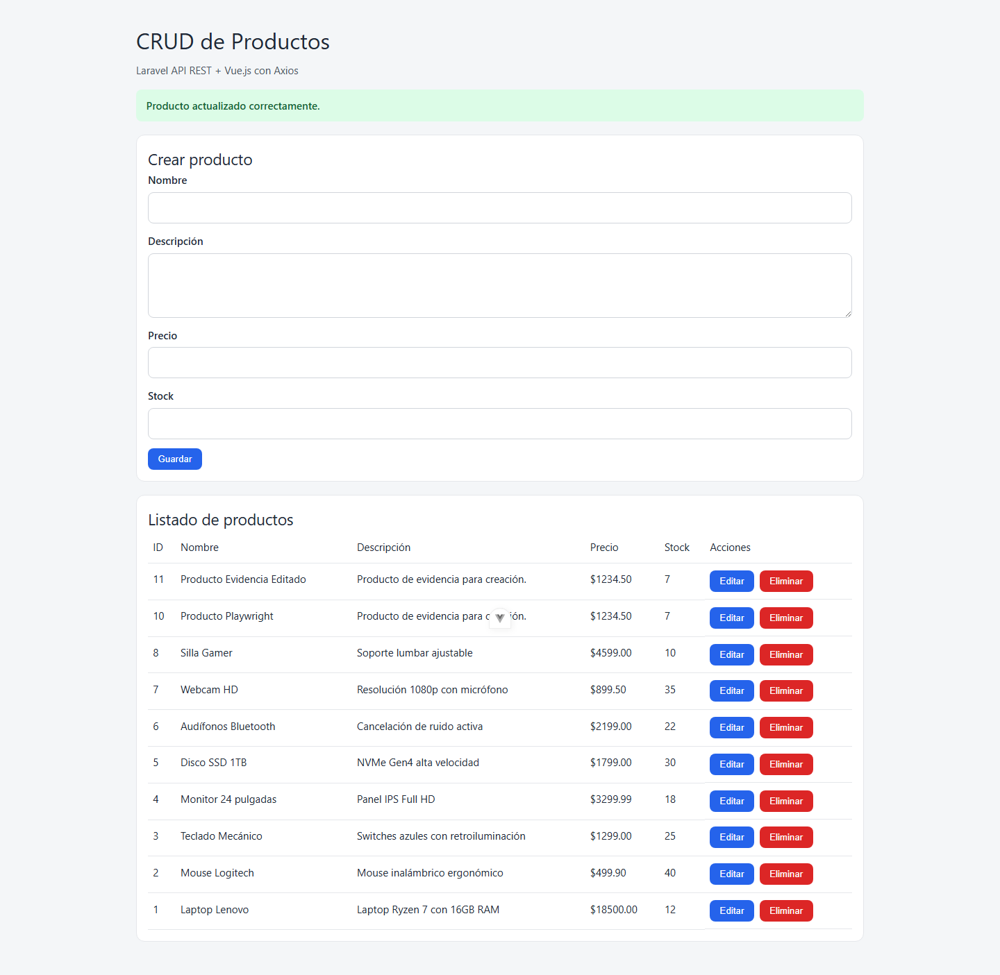 CRUD de Productos
Laravel API REST + Vue.js con Axios
Producto actualizado correctamente.
Crear producto
Nombre
Descripción
Precio
Stock
Guardar
Listado de productos
ID Nombre Descripción Precio Stock Acciones
11 Producto Evidencia Editado Producto de evidencia para creación. $1234.50 7 Editar Eliminar
10 Producto Playwright Producto de evidencia para $1234.50 7 Editar Eliminar
8 Silla Gamer Soporte lumbar ajustable $4599.00 10 Editar Eliminar
7 Webcam HD Resolución 1080p con micrófono $899.50 35 Editar Eliminar
6 Audífonos Bluetooth Cancelación de ruido activa $2199.00 22 Editar Eliminar
5 Disco SSD 1TB NVMe Gen4 alta velocidad $1799.00 30 Editar Eliminar
4 Monitor 24 pulgadas Panel IPS Full HD $3299.99 18 Editar Eliminar
3 Teclado Mecánico Switches azules con retroiluminación $1299.00 25 Editar Eliminar
2 Mouse Logitech Mouse inalámbrico ergonómico $499.90 40 Editar Eliminar
1 Laptop Lenovo Laptop Ryzen 7 con 16GB RAM $18500.00 12 Editar Eliminar